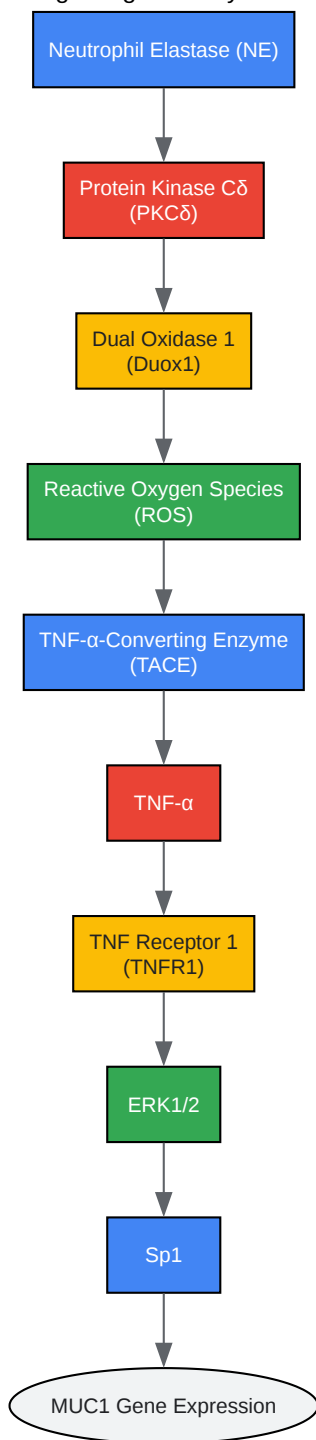 Neutrophil Elastase (NE)
Protein Kinase Cδ
(PKCδ)
Dual Oxidase 1
(Duox1)
Reactive Oxygen Species
(ROS)
TNF-α-Converting Enzyme
(TACE)
TNF-α
TNF Receptor 1
(TNFR1)
ERK1/2
Sp1
MUC1 Gene Expression